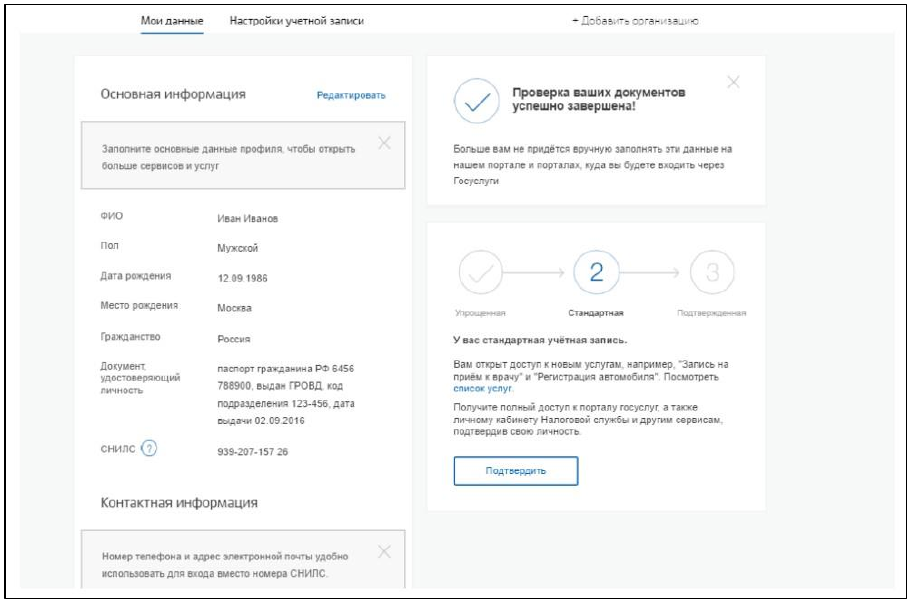 Мои данные
Настройки учетной записи
+ Добавить организацию
Основная информация
Редактировать
Заполните основные данные профиля, чтобы открыть
больше сервисов и услуг
ФИО
Иван Иванов
Пол
Мужской
Дата рождения
12.09.1986
Место рождения
Москва
Гражданство
Россия
Документ,
удостоверяющий
личность
паспорт гражданина РФ 6456
788900, выдан ГРОВД, код
подразделения 123-456, дата
выдачи 02.09.2016
СНИЛС ?
939-207-157 26
Контактная информация
Номер телефона и адрес электронной почты удобно
использовать для входа вместо номера СНИЛС.
Проверка ваших документов
успешно завершена!
Больше вам не придётся вручную заполнять эти данные на
нашем портале и порталах, куда вы будете входить через
Госуслуги
2
3
Упрощенная
Стандартная
Подтвержденная
У вас стандартная учётная запись.
Вам открыт доступ к новым услугам, например, "Запись на
приём к врачу" и "Регистрация автомобиля". Посмотреть
список услуг.
Получите полный доступ к порталу госуслуг, а также
личному кабинету Налоговой службы и другим сервисам,
подтвердив свою личность.
Подтвердить